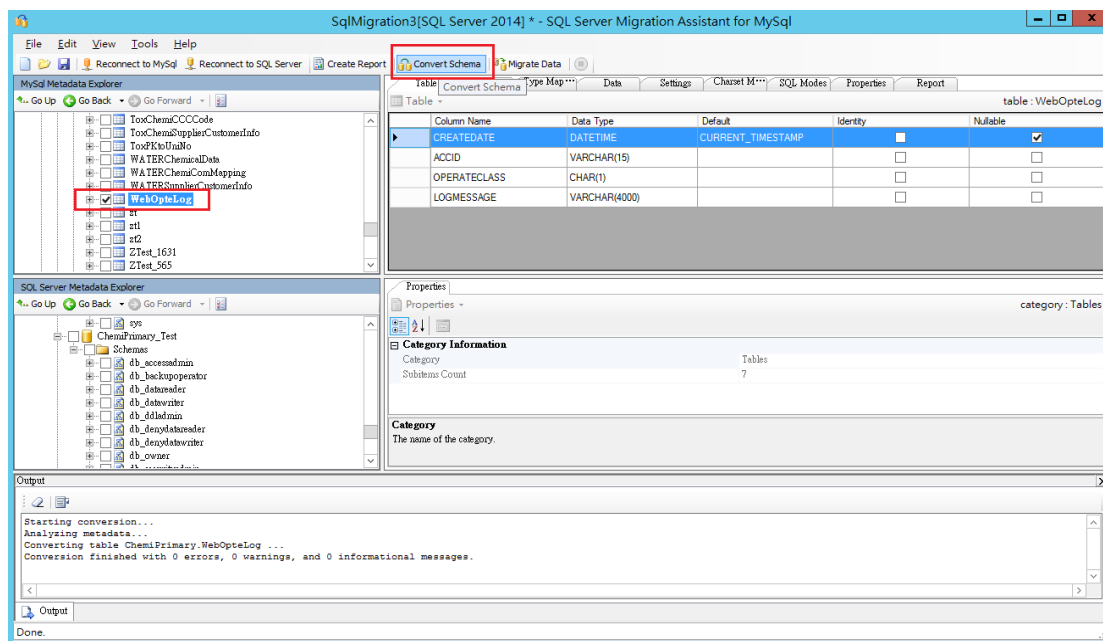 SqlMigration3[SQL Server 2014] * - SQL Server Migration Assistant for MySql
File Edit View Tools Help
Reconnect to MySql Reconnect to SQL Server Create Report Convert Schema Migrate Data
MySql Metadata Explorer
Go Up Go Back Go Forward
ToxChemiCCCCode
ToxChemiSupplierCustomerInfo
ToxPKtoUniNo
WATERChemicalData
WATERChemiComMapping
WATERSupplierCustomerInfo
WebOpteLog
zt
zt1
zt2
ZTest_1631
ZTest_565
Table Type Map... Data Settings Charset M... SQL Modes Properties Report
Convert Schema
Table table : WebOpteLog
Column Name Data Type Default Identity Nullable
CREATEDATE DATETIME CURRENT_TIMESTAMP
ACCID VARCHAR(15)
OPERATECLASS CHAR(1)
LOGMESSAGE VARCHAR(4000)
SQL Server Metadata Explorer
Go Up Go Back Go Forward
sys
ChemiPrimary_Test
Schemas
db_accessadmin
db_backupoperator
db_datareader
db_datawriter
db_ddladmin
db_denydatareader
db_denydatawriter
db_owner
Properties
Properties category : Tables
Category Information
Category Tables
Subitems Count 7
Category
The name of the category.
Output
Starting conversion...
Analyzing metadata...
Converting table ChemiPrimary.WebOpteLog ...
Conversion finished with 0 errors, 0 warnings, and 0 informational messages.
Output
Done.